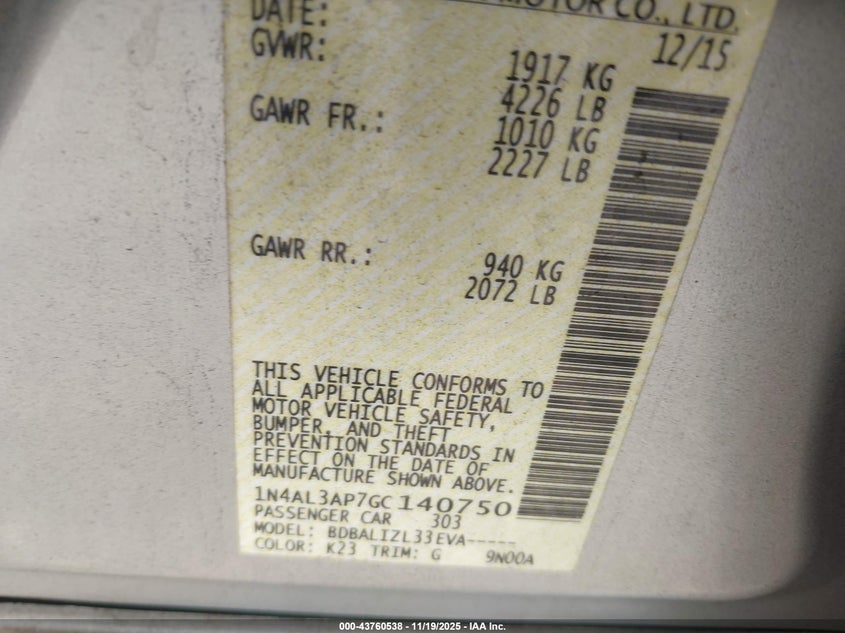 DATE: MOTOR CO., LTD.
12/15
GVWR: 1917 KG
4226 LB
GAWR FR.: 1010 KG
2227 LB
GAWR RR.: 940 KG
2072 LB
THIS VEHICLE CONFORMS TO
ALL APPLICABLE FEDERAL
MOTOR VEHICLE SAFETY,
BUMPER, AND THEFT
PREVENTION STANDARDS IN
EFFECT ON THE DATE OF
MANUFACTURE SHOWN ABOVE.
1N4AL3AP7GC140750
PASSENGER CAR 303
MODEL: BDBALIZL33EVA-----
COLOR: K23 TRIM: G 9N00A
000-43760538 - 11/19/2025 - IAA Inc.